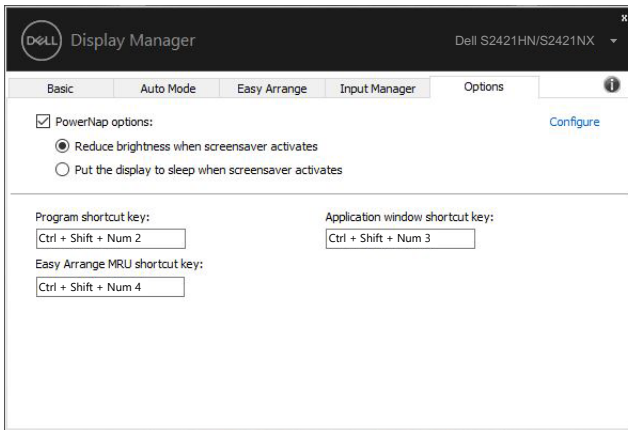 x
DELL Display Manager
Dell S2421HN/S2421NX
Basic Auto Mode Easy Arrange Input Manager Options i
PowerNap options: Configure
Reduce brightness when screensaver activates
Put the display to sleep when screensaver activates
Program shortcut key: Application window shortcut key:
Ctrl + Shift + Num 2 Ctrl + Shift + Num 3
Easy Arrange MRU shortcut key:
Ctrl + Shift + Num 4